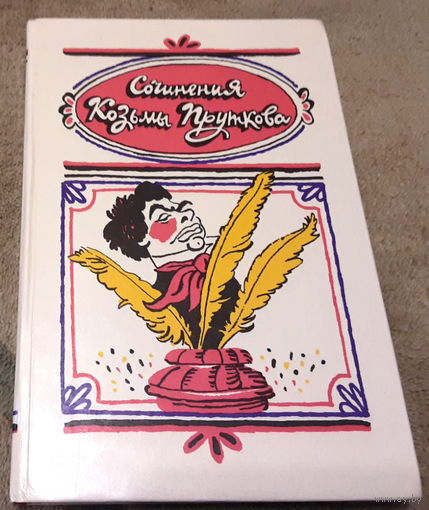 Сочинения
Козьмы Пруткова